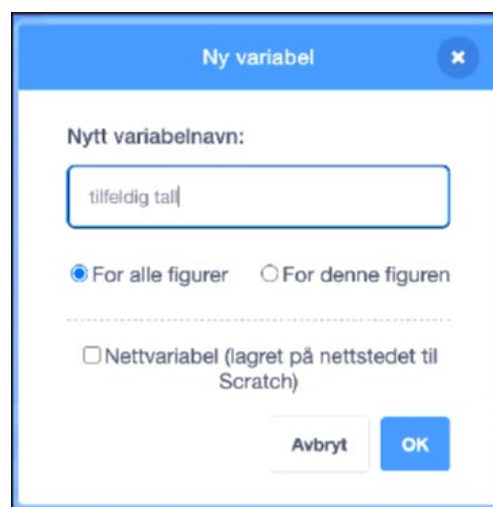 Ny variabel
Nytt variabelnavn:
tilfeldig tall
For alle figurer For denne figuren
Nettvariabel (lagret på nettstedet til
Scratch)
Avbryt OK